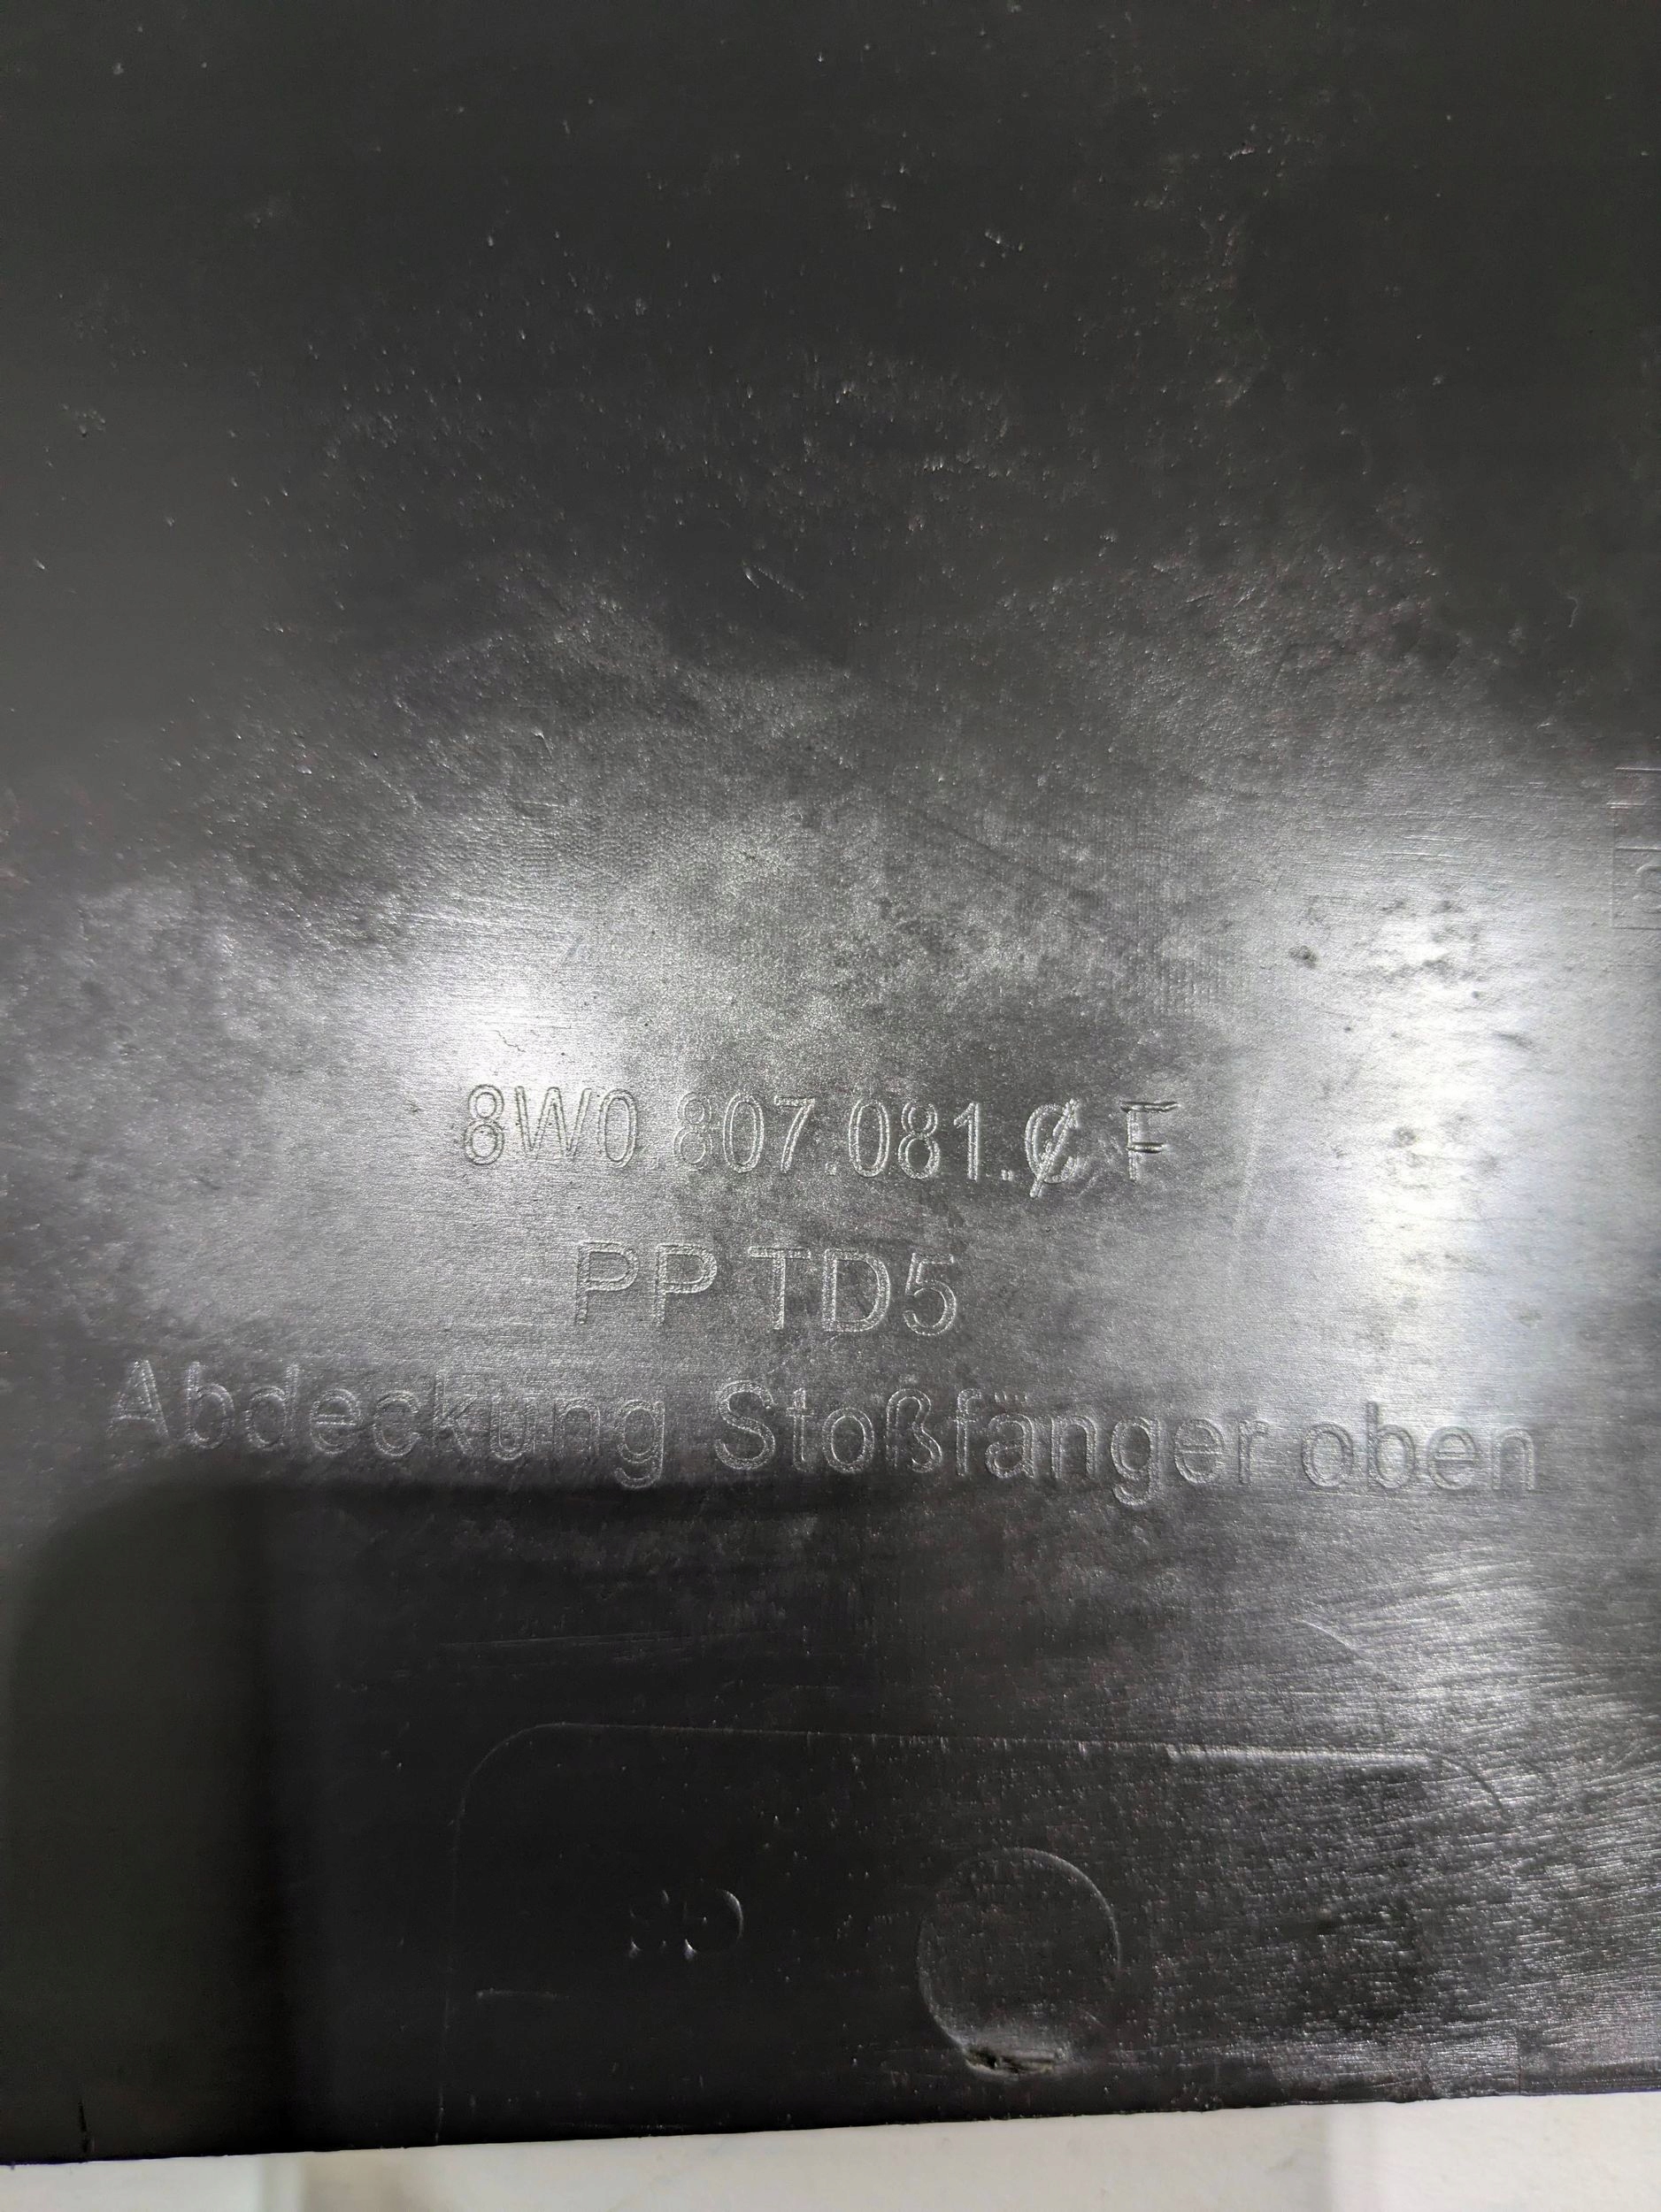 8W0.807.081.C F
PP TD5
Abdeckung Stoßfänger oben